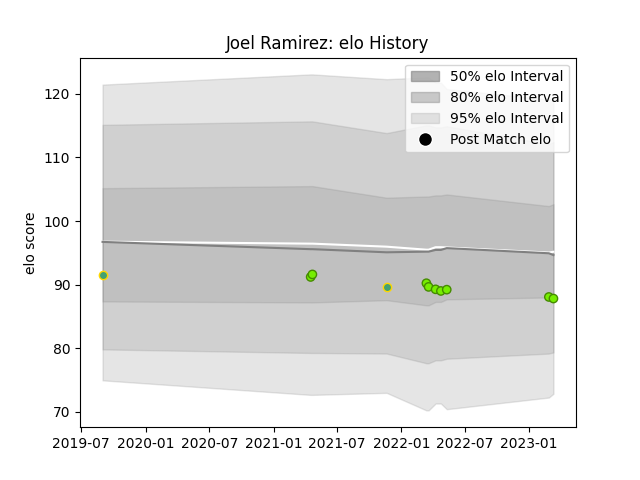 Joel Ramirez: elo History
50% elo Interval
80% elo Interval
95% elo Interval
Post Match elo
elo score
120
110
100
90
80
70
2019-07 2020-01 2020-07 2021-01 2021-07 2022-01 2022-07 2023-01